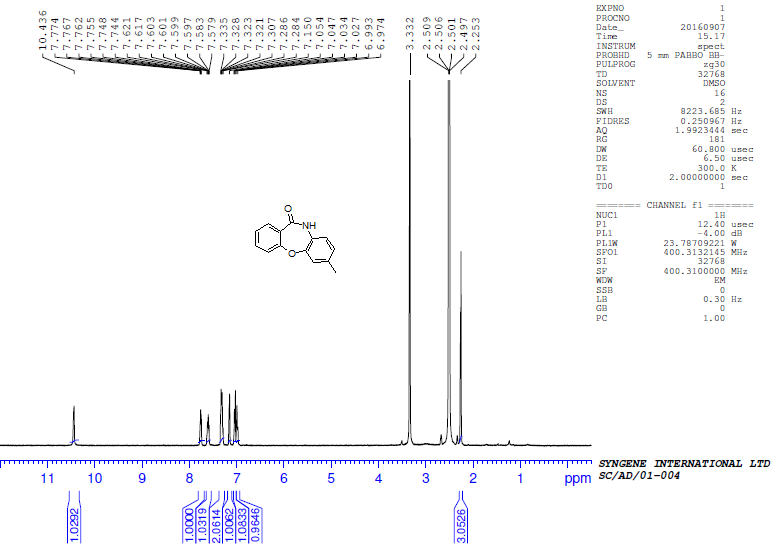 10.436
7.774
7.767
7.762
7.755
7.748
7.744
7.621
7.617
7.603
7.601
7.599
7.597
7.583
7.579
7.335
7.328
7.323
7.321
7.307
7.286
7.284
7.150
7.054
7.047
7.034
7.027
6.993
6.974
3.332
2.509
2.506
2.501
2.497
2.253
EXPNO 1
PROCNO 1
Date_ 20160907
Time 15.17
INSTRUM spect
PROBHD 5 mm PABBO BB-
PULPROG zg30
TD 32768
SOLVENT DMSO
NS 16
DS 2
SWH 8223.685 Hz
FIDRES 0.250967 Hz
AQ 1.9923444 sec
RG 181
DW 60.800 usec
DE 6.50 usec
TE 300.0 K
D1 2.00000000 sec
TD0 1
======== CHANNEL f1 ========
NUC1 1H
P1 12.40 usec
PL1 -4.00 dB
PL1W 23.78709221 W
SFO1 400.3132145 MHz
SI 32768
SF 400.3100000 MHz
WDW EM
SSB 0
LB 0.30 Hz
GB 0
PC 1.00
O
NH
O
11 10 9 8 7 6 5 4 3 2 1 ppm
1.0292
1.0000
1.0319
2.0614
1.0062
1.0833
0.9646
3.0526
SYNGENE INTERNATIONAL LTD
SC/AD/01-004